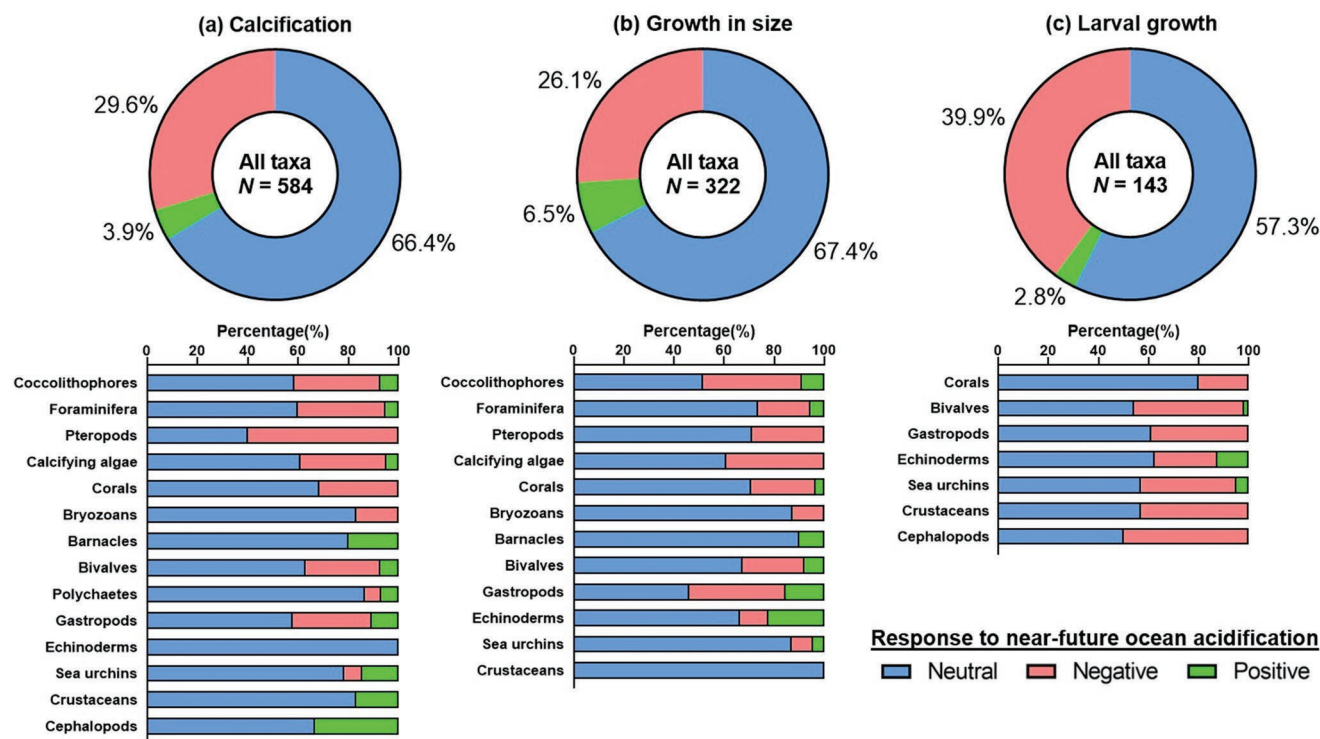 (a) Calcification
29.6%
All taxa
N = 584
3.9%
66.4%
Percentage(%)
0 20 40 60 80 100
Coccolithophores
Foraminifera
Pteropods
Calcifying algae
Corals
Bryozoans
Barnacles
Bivalves
Polychaetes
Gastropods
Echinoderms
Sea urchins
Crustaceans
Cephalopods
(b) Growth in size
26.1%
All taxa
N = 322
6.5%
67.4%
Percentage(%)
0 20 40 60 80 100
Coccolithophores
Foraminifera
Pteropods
Calcifying algae
Corals
Bryozoans
Barnacles
Bivalves
Gastropods
Echinoderms
Sea urchins
Crustaceans
(c) Larval growth
39.9%
All taxa
N = 143
57.3%
2.8%
Percentage(%)
0 20 40 60 80 100
Corals
Bivalves
Gastropods
Echinoderms
Sea urchins
Crustaceans
Cephalopods
Response to near-future ocean acidification
Neutral Negative Positive